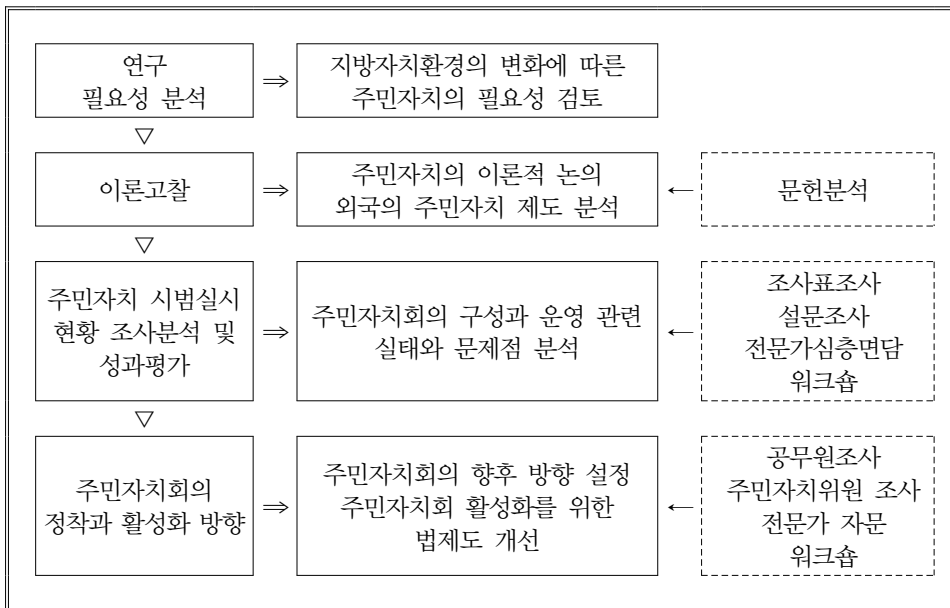 연구
필요성 분석
⇒
지방자치환경의 변화에 따른
주민자치의 필요성 검토
▽
이론고찰
⇒
주민자치의 이론적 논의
외국의 주민자치 제도 분석
←
문헌분석
▽
주민자치 시범실시
현황 조사분석 및
성과평가
⇒
주민자치회의 구성과 운영 관련
실태와 문제점 분석
←
조사표조사
설문조사
전문가심층면담
워크숍
▽
주민자치회의
정착과 활성화 방향
⇒
주민자치회의 향후 방향 설정
주민자치회 활성화를 위한
법제도 개선
←
공무원조사
주민자치위원 조사
전문가 자문
워크숍